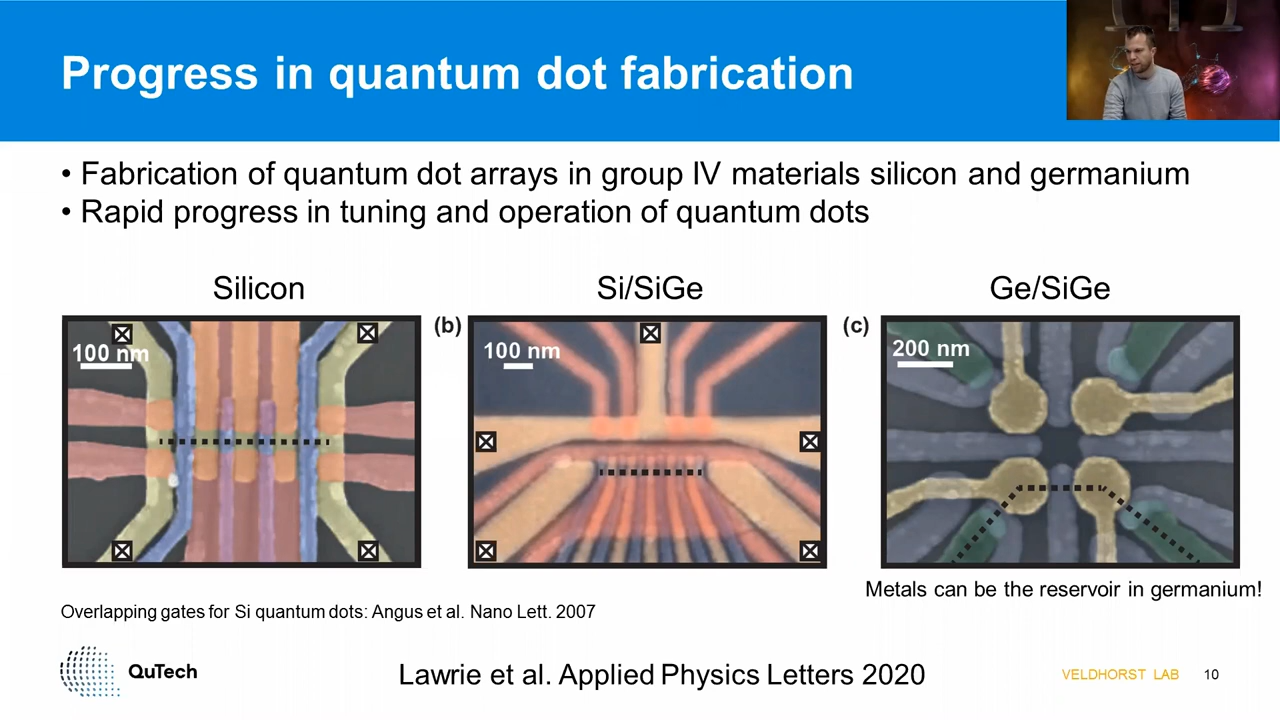 Progress in quantum dot fabrication
• Fabrication of quantum dot arrays in group IV materials silicon and germanium
• Rapid progress in tuning and operation of quantum dots
Silicon
Si/SiGe
Ge/SiGe
100 nm
(b)
100 nm
(c)
200 nm
Metals can be the reservoir in germanium!
Overlapping gates for Si quantum dots: Angus et al. Nano Lett. 2007
QuTech
Lawrie et al. Applied Physics Letters 2020
VELDHORST LAB
10